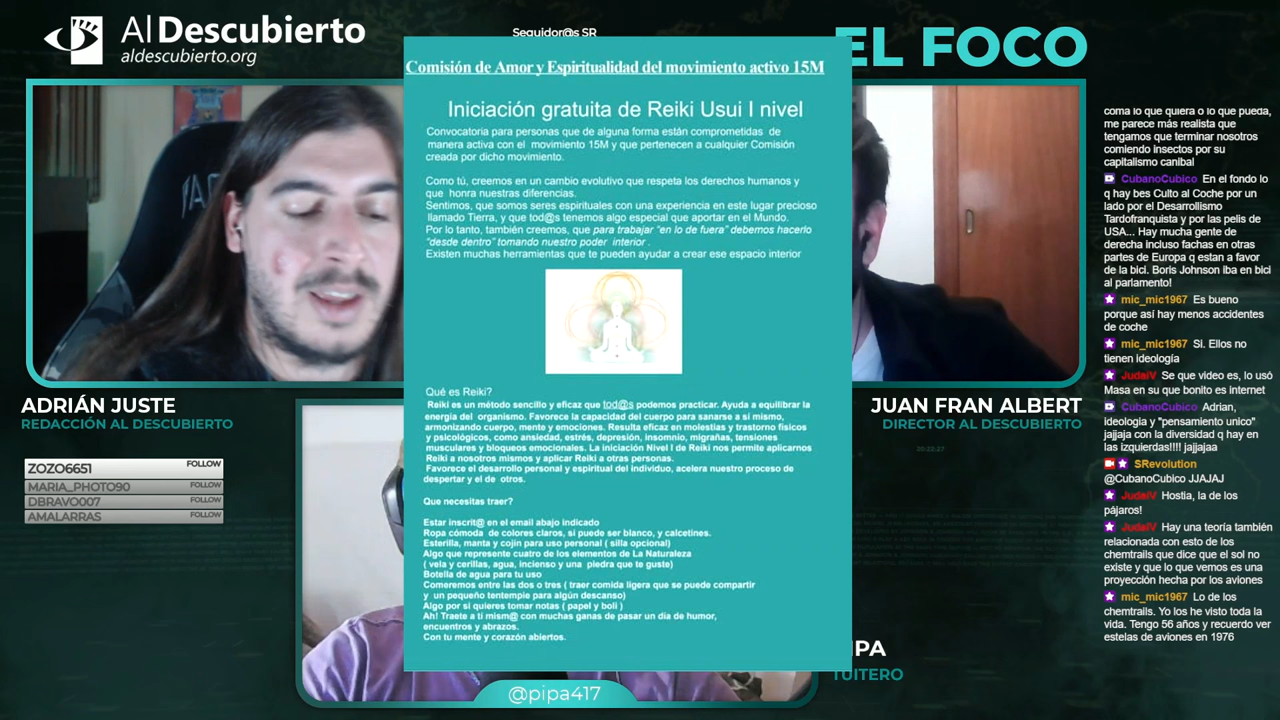 Al Descubierto
aldescubierto.org
Seguidor@s SR
EL FOCO
Comisión de Amor y Espiritualidad del movimiento activo 15M
Iniciación gratuita de Reiki Usui I nivel
Convocatoria para personas que de alguna forma están comprometidas de
manera activa con el movimiento 15M y que pertenecen a cualquier Comisión
creada por dicho movimiento.
Como tú, creemos en un cambio evolutivo que respeta los derechos humanos y
que honra nuestras diferencias.
Sentimos, que somos seres espirituales con una experiencia en este lugar precioso
llamado Tierra, y que tod@s tenemos algo especial que aportar en el Mundo.
Por lo tanto, también creemos, que para trabajar "en lo de fuera" debemos hacerlo
"desde dentro" tomando nuestro poder interior .
Existen muchas herramientas que te pueden ayudar a crear ese espacio interior
Qué es Reiki?
Reiki es un método sencillo y eficaz que tod@s podemos practicar. Ayuda a equilibrar la
energía del organismo. Favorece la capacidad del cuerpo para sanarse a sí mismo,
armonizando cuerpo, mente y emociones. Resulta eficaz en molestias y trastorno físicos
y psicológicos, como ansiedad, estrés, depresión, insomnio, migrañas, tensiones
musculares y bloqueos emocionales. La iniciación Nivel I de Reiki nos permite aplicarnos
Reiki a nosotros mismos y aplicar Reiki a otras personas.
Favorece el desarrollo personal y espiritual del individuo, acelera nuestro proceso de
despertar y el de otros.
Que necesitas traer?
Estar inscrit@ en el email abajo indicado
Ropa cómoda de colores claros, si puede ser blanco, y calcetines.
Esterilla, manta y cojín para uso personal ( silla opcional)
Algo que represente cuatro de los elementos de La Naturaleza
( vela y cerillas, agua, incienso y una piedra que te guste)
Botella de agua para tu uso
Comeremos entre las dos o tres ( traer comida ligera que se puede compartir
y un pequeño tentempie para algún descanso)
Algo por si quieres tomar notas ( papel y boli )
Ah! Traete a ti mism@ con muchas ganas de pasar un día de humor,
encuentros y abrazos.
Con tu mente y corazón abiertos.
ADRIÁN JUSTE
REDACCIÓN AL DESCUBIERTO
JUAN FRAN ALBERT
DIRECTOR AL DESCUBIERTO
ZOZO6651 FOLLOW
MARIA_PHOTO90 FOLLOW
DBRAVO007 FOLLOW
AMALARRAS FOLLOW
IPA
TUITERO
@pipa417
coma lo que quiera o lo que pueda,
me parece más realista que
tengamos que terminar nosotros
comiendo insectos por su
capitalismo canibal
CubanoCubico En el fondo lo
q hay bes Culto al Coche por un
lado por el Desarrollismo
Tardofranquista y por las pelis de
USA... Hay mucha gente de
derecha incluso fachas en otras
partes de Europa q estan a favor
de la bici. Boris Johnson Iba en bici
al parlamento!
mic_mic1967 Es bueno
porque así hay menos accidentes
de coche
mic_mic1967 Si. Ellos no
tienen ideología
JudaIV Se que video es, lo usó
Masa en su que bonito es internet
CubanoCubico Adrian,
ideologia y "pensamiento unico"
jajjaja con la diversidad q hay en
las izquierdas!!!! jajjajaa
SRevolution
@CubanoCubico JJAJAJ
JudaIV Hostia, la de los
pájaros!
JudaIV Hay una teoría también
relacionada con esto de los
chemtrails que dice que el sol no
existe y que lo que vemos es una
proyección hecha por los aviones
mic_mic1967 Lo de los
chemtrails. Yo los he visto toda la
vida. Tengo 56 años y recuerdo ver
estelas de aviones en 1976